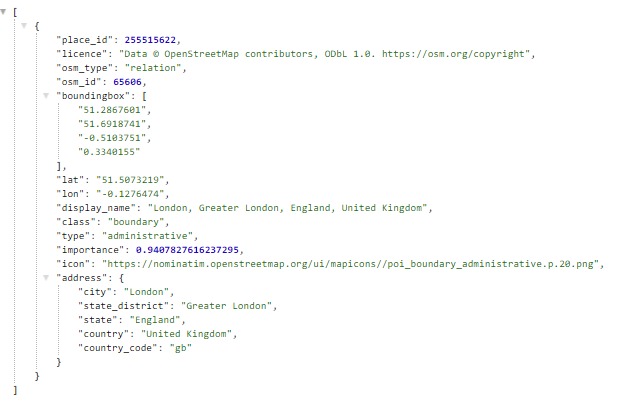 [
{
"place_id": 255515622,
"licence": "Data © OpenStreetMap contributors, ODbL 1.0. https://osm.org/copyright",
"osm_type": "relation",
"osm_id": 65606,
"boundingbox": [
"51.2867601",
"51.6918741",
"-0.5103751",
"0.3340155"
],
"lat": "51.5073219",
"lon": "-0.1276474",
"display_name": "London, Greater London, England, United Kingdom",
"class": "boundary",
"type": "administrative",
"importance": 0.9407827616237295,
"icon": "https://nominatim.openstreetmap.org/ui/mapicons//poi_boundary_administrative.p.20.png",
"address": {
"city": "London",
"state_district": "Greater London",
"state": "England",
"country": "United Kingdom",
"country_code": "gb"
}
}
]